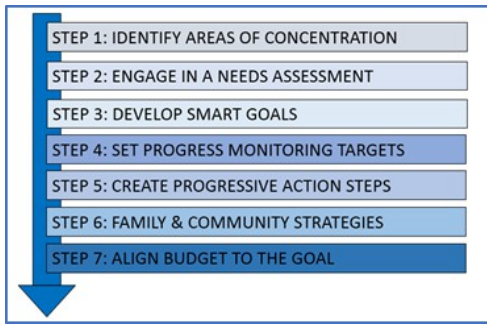 STEP 1: IDENTIFY AREAS OF CONCENTRATION
STEP 2: ENGAGE IN A NEEDS ASSESSMENT
STEP 3: DEVELOP SMART GOALS
STEP 4: SET PROGRESS MONITORING TARGETS
STEP 5: CREATE PROGRESSIVE ACTION STEPS
STEP 6: FAMILY & COMMUNITY STRATEGIES
STEP 7: ALIGN BUDGET TO THE GOAL